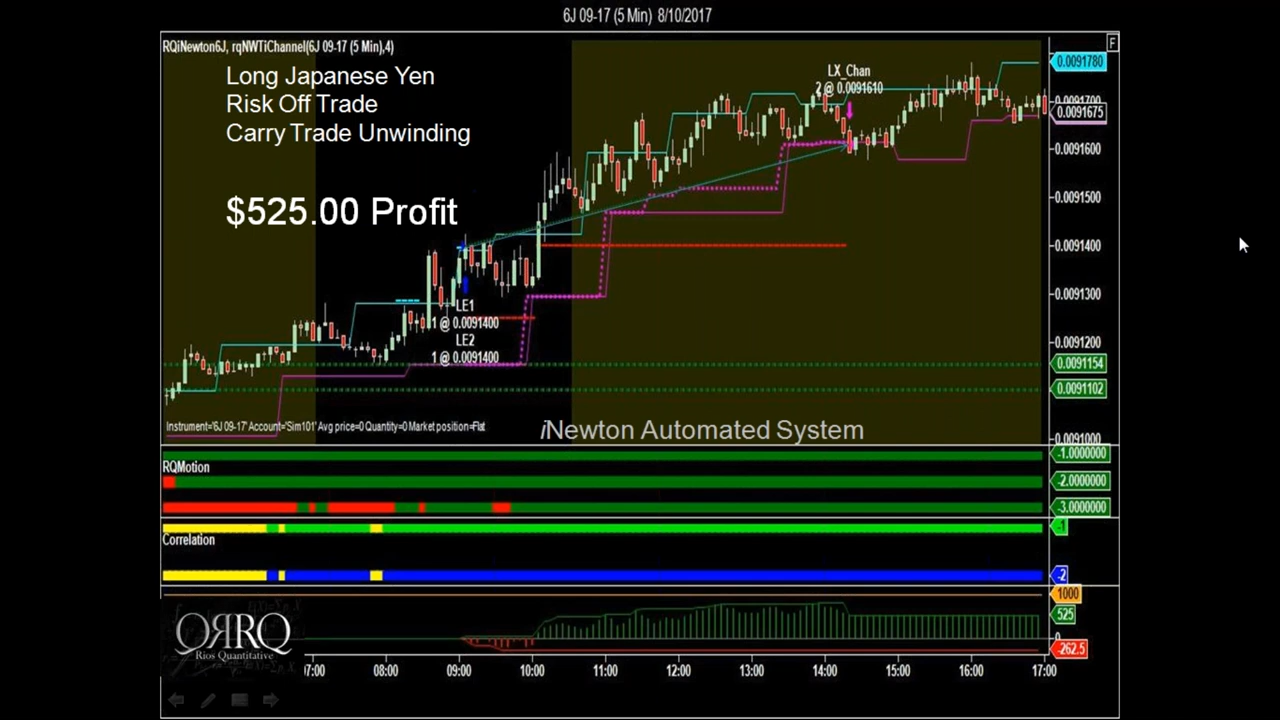 6J 09-17 (5 Min) 8/10/2017
RQiNewton6J, rqNWTiChannel(6J 09-17 (5 Min),4)
F
Long Japanese Yen
Risk Off Trade
Carry Trade Unwinding
$525.00 Profit
LX_Chan
2 @ 0.0091610
LE1
1 @ 0.0091400
LE2
1 @ 0.0091400
0.0091780
0.0091700
0.0091675
0.0091600
0.0091500
0.0091400
0.0091300
0.0091200
0.0091154
0.0091102
0.0091000
Instrument='6J 09-17' Account='Sim101' Avg price=0 Quantity=0 Market position=Flat
iNewton Automated System
RQMotion
-1.0000000
-2.0000000
-3.0000000
Correlation
-1
-2
1000
525
0
-262.5
Rios Quantitative
07:00 08:00 09:00 10:00 11:00 12:00 13:00 14:00 15:00 16:00 17:00